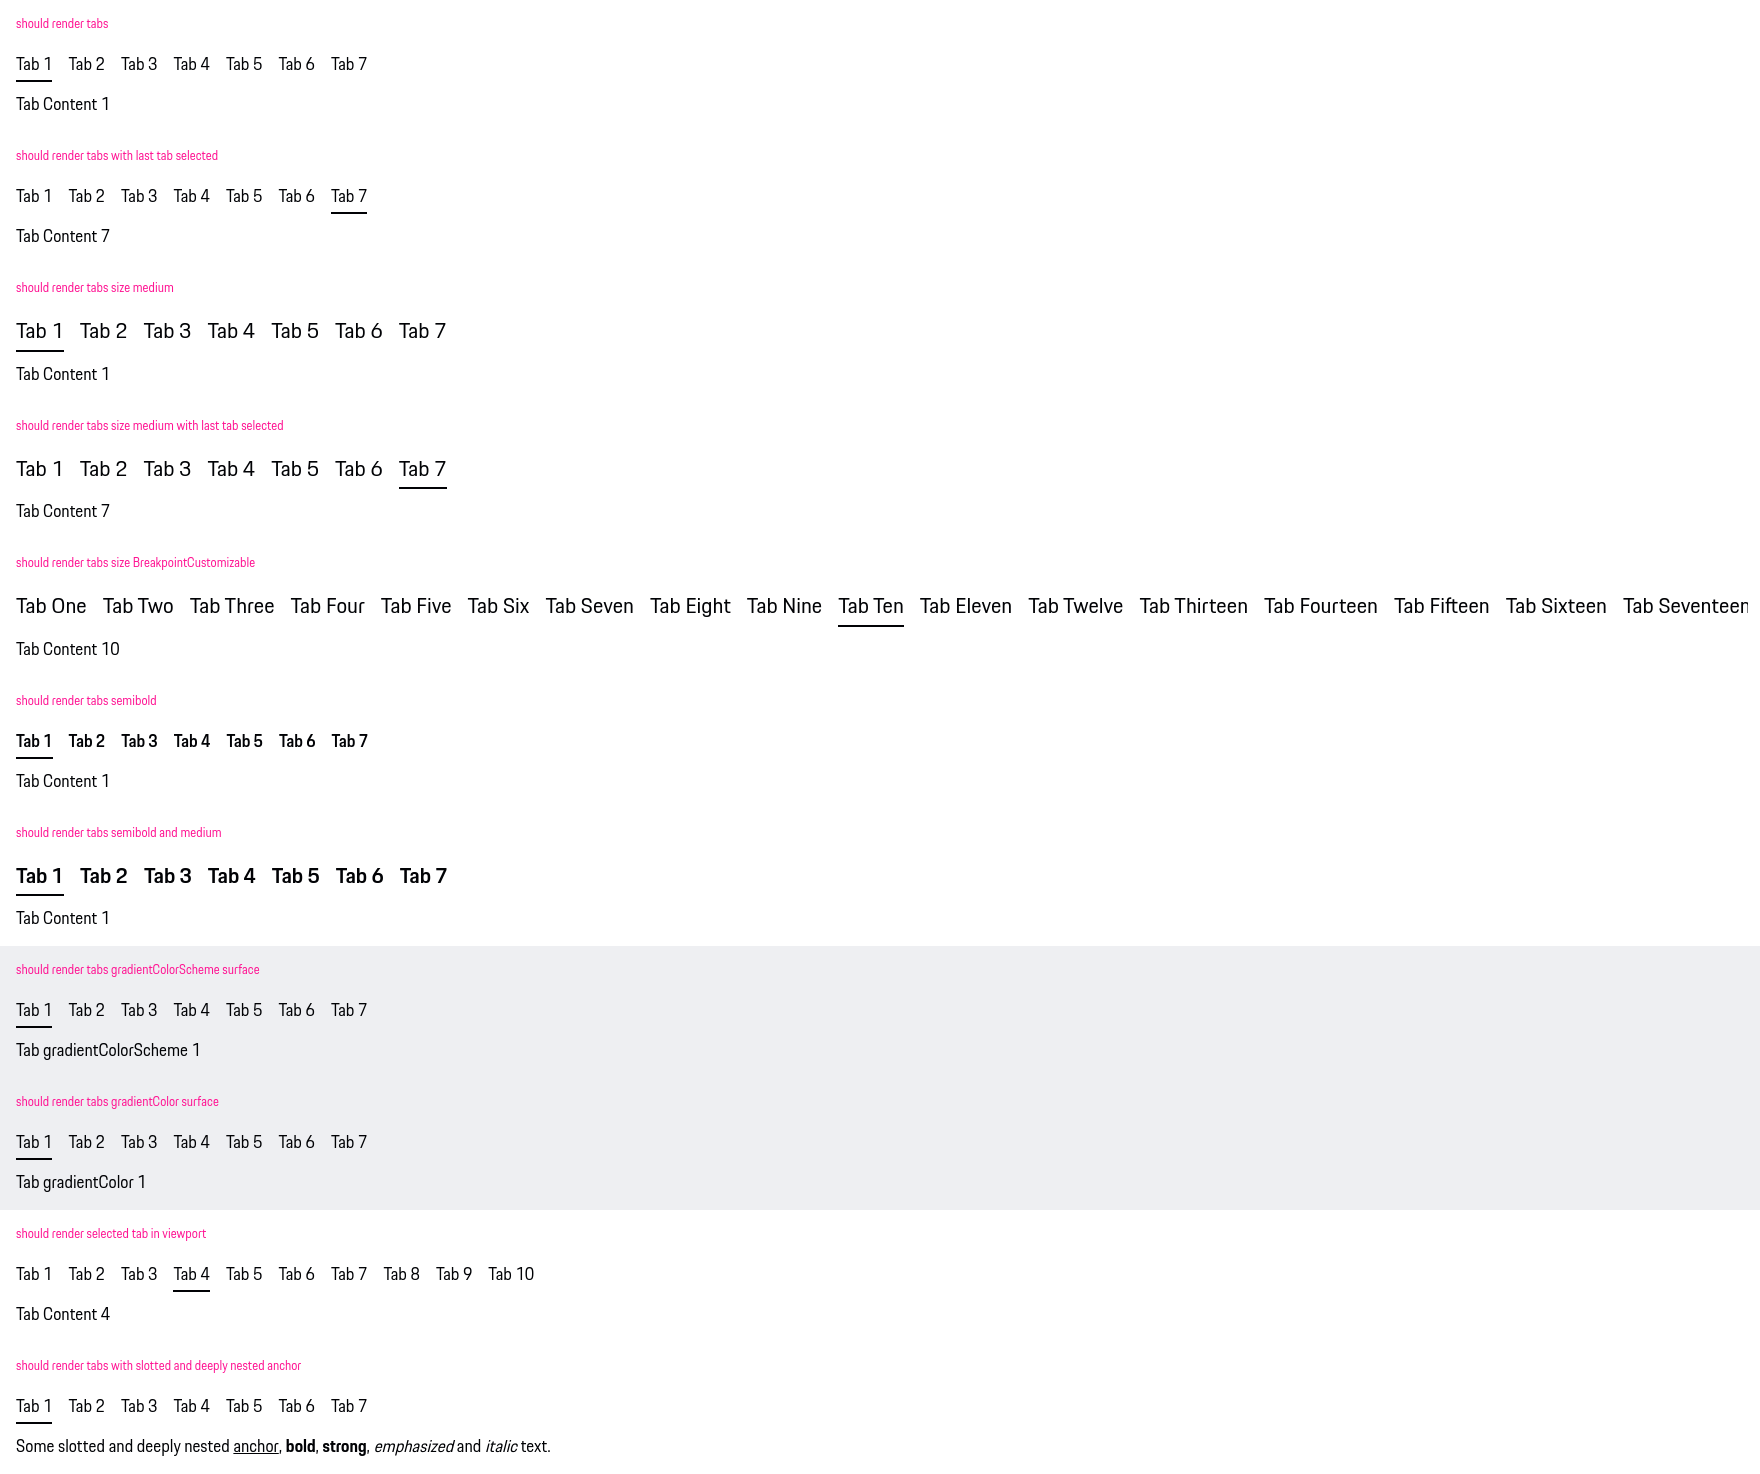 should render tabs
Tab 1 Tab 2 Tab 3 Tab 4 Tab 5 Tab 6 Tab 7
Tab Content 1
should render tabs with last tab selected
Tab 1 Tab 2 Tab 3 Tab 4 Tab 5 Tab 6 Tab 7
Tab Content 7
should render tabs size medium
Tab 1 Tab 2 Tab 3 Tab 4 Tab 5 Tab 6 Tab 7
Tab Content 1
should render tabs size medium with last tab selected
Tab 1 Tab 2 Tab 3 Tab 4 Tab 5 Tab 6 Tab 7
Tab Content 7
should render tabs size BreakpointCustomizable
Tab One Tab Two Tab Three Tab Four Tab Five Tab Six Tab Seven Tab Eight Tab Nine Tab Ten Tab Eleven Tab Twelve Tab Thirteen Tab Fourteen Tab Fifteen Tab Sixteen Tab Seventeen
Tab Content 10
should render tabs semibold
Tab 1 Tab 2 Tab 3 Tab 4 Tab 5 Tab 6 Tab 7
Tab Content 1
should render tabs semibold and medium
Tab 1 Tab 2 Tab 3 Tab 4 Tab 5 Tab 6 Tab 7
Tab Content 1
should render tabs gradientColorScheme surface
Tab 1 Tab 2 Tab 3 Tab 4 Tab 5 Tab 6 Tab 7
Tab gradientColorScheme 1
should render tabs gradientColor surface
Tab 1 Tab 2 Tab 3 Tab 4 Tab 5 Tab 6 Tab 7
Tab gradientColor 1
should render selected tab in viewport
Tab 1 Tab 2 Tab 3 Tab 4 Tab 5 Tab 6 Tab 7 Tab 8 Tab 9 Tab 10
Tab Content 4
should render tabs with slotted and deeply nested anchor
Tab 1 Tab 2 Tab 3 Tab 4 Tab 5 Tab 6 Tab 7
Some slotted and deeply nested anchor, bold, strong, emphasized and italic text.